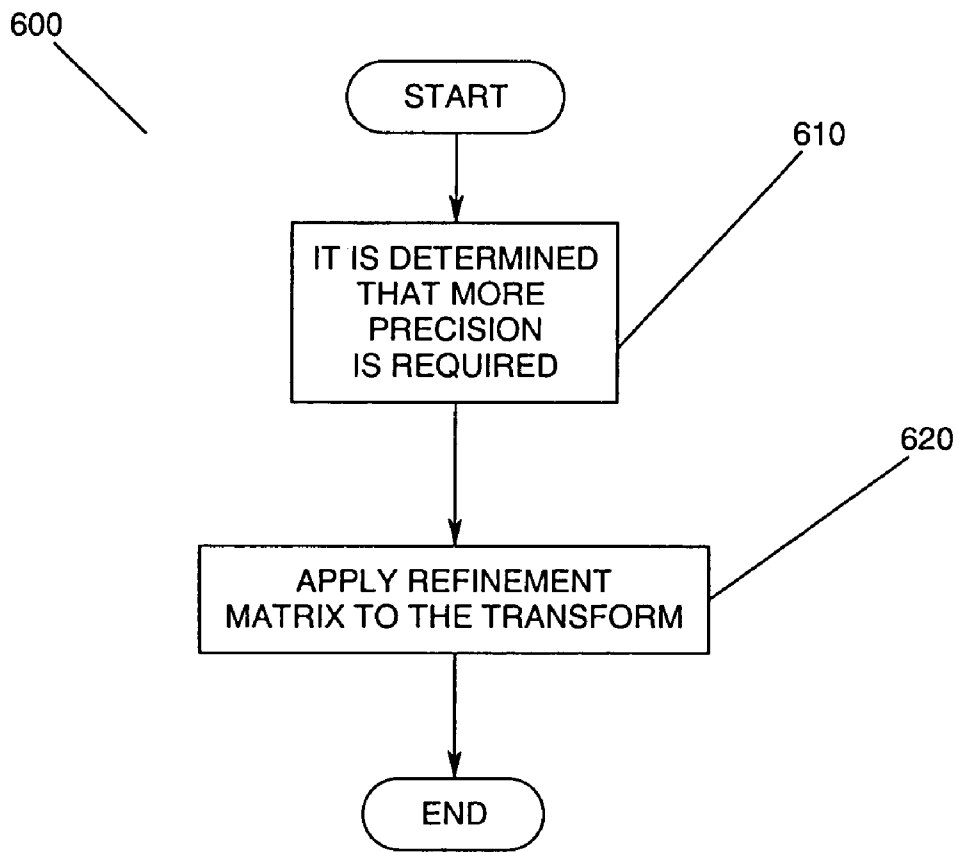 600
START
610
IT IS DETERMINED
THAT MORE
PRECISION
IS REQUIRED
620
APPLY REFINEMENT
MATRIX TO THE TRANSFORM
END